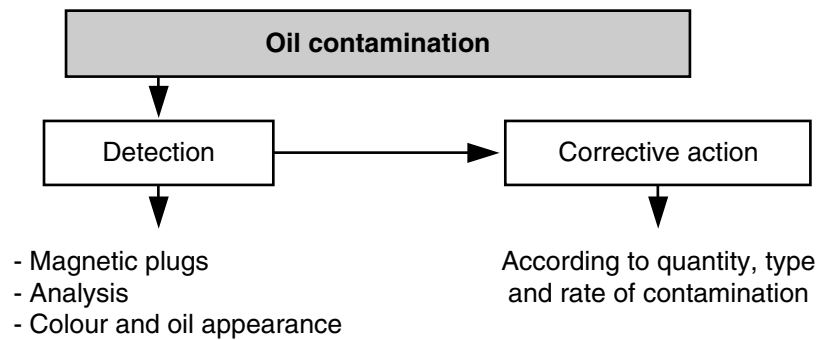 Oil contamination
Detection
Corrective action
- Magnetic plugs
- Analysis
- Colour and oil appearance
According to quantity, type
and rate of contamination